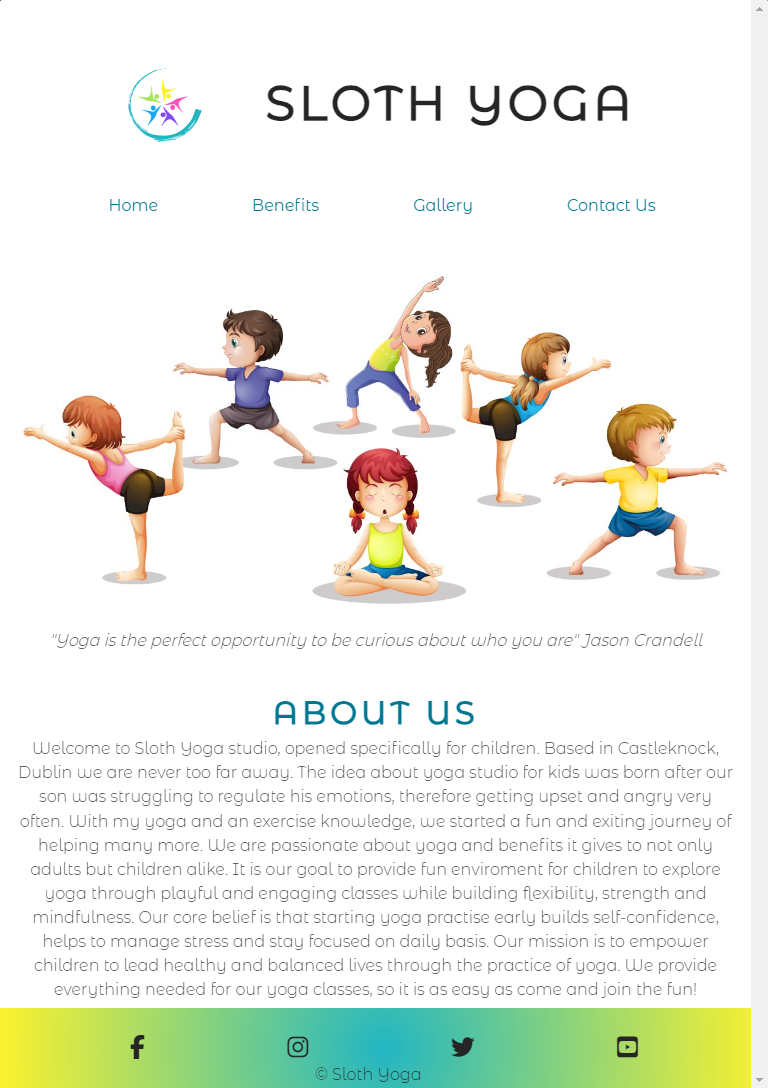 SLOTH YOGA
Home Benefits Gallery Contact Us
"Yoga is the perfect opportunity to be curious about who you are" Jason Crandell
ABOUT US
Welcome to Sloth Yoga studio, opened specifically for children. Based in Castleknock,
Dublin we are never too far away. The idea about yoga studio for kids was born after our
son was struggling to regulate his emotions, therefore getting upset and angry very
often. With my yoga and an exercise knowledge, we started a fun and exiting journey of
helping many more. We are passionate about yoga and benefits it gives to not only
adults but children alike. It is our goal to provide fun enviroment for children to explore
yoga through playful and engaging classes while building flexibility, strength and
mindfulness. Our core belief is that starting yoga practise early builds self-confidence,
helps to manage stress and stay focused on daily basis. Our mission is to empower
children to lead healthy and balanced lives through the practice of yoga. We provide
everything needed for our yoga classes, so it is as easy as come and join the fun!
© Sloth Yoga